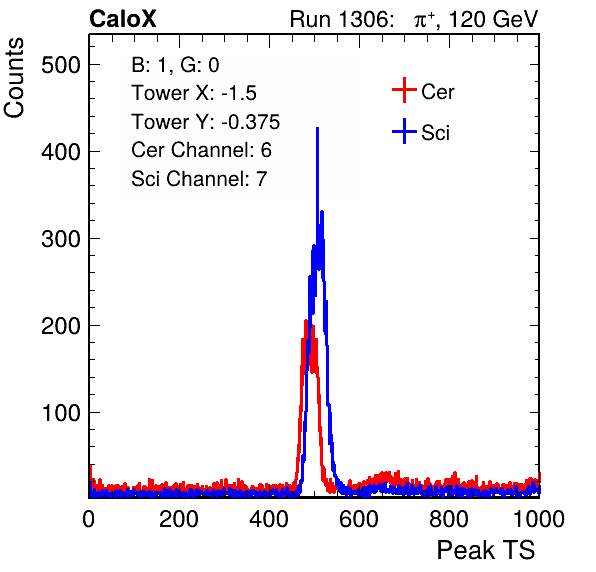 CaloX Run 1306: π⁺, 120 GeV
Counts
500
400
300
200
100
B: 1, G: 0
Tower X: -1.5
Tower Y: -0.375
Cer Channel: 6
Sci Channel: 7
Cer
Sci
0 200 400 600 800 1000
Peak TS